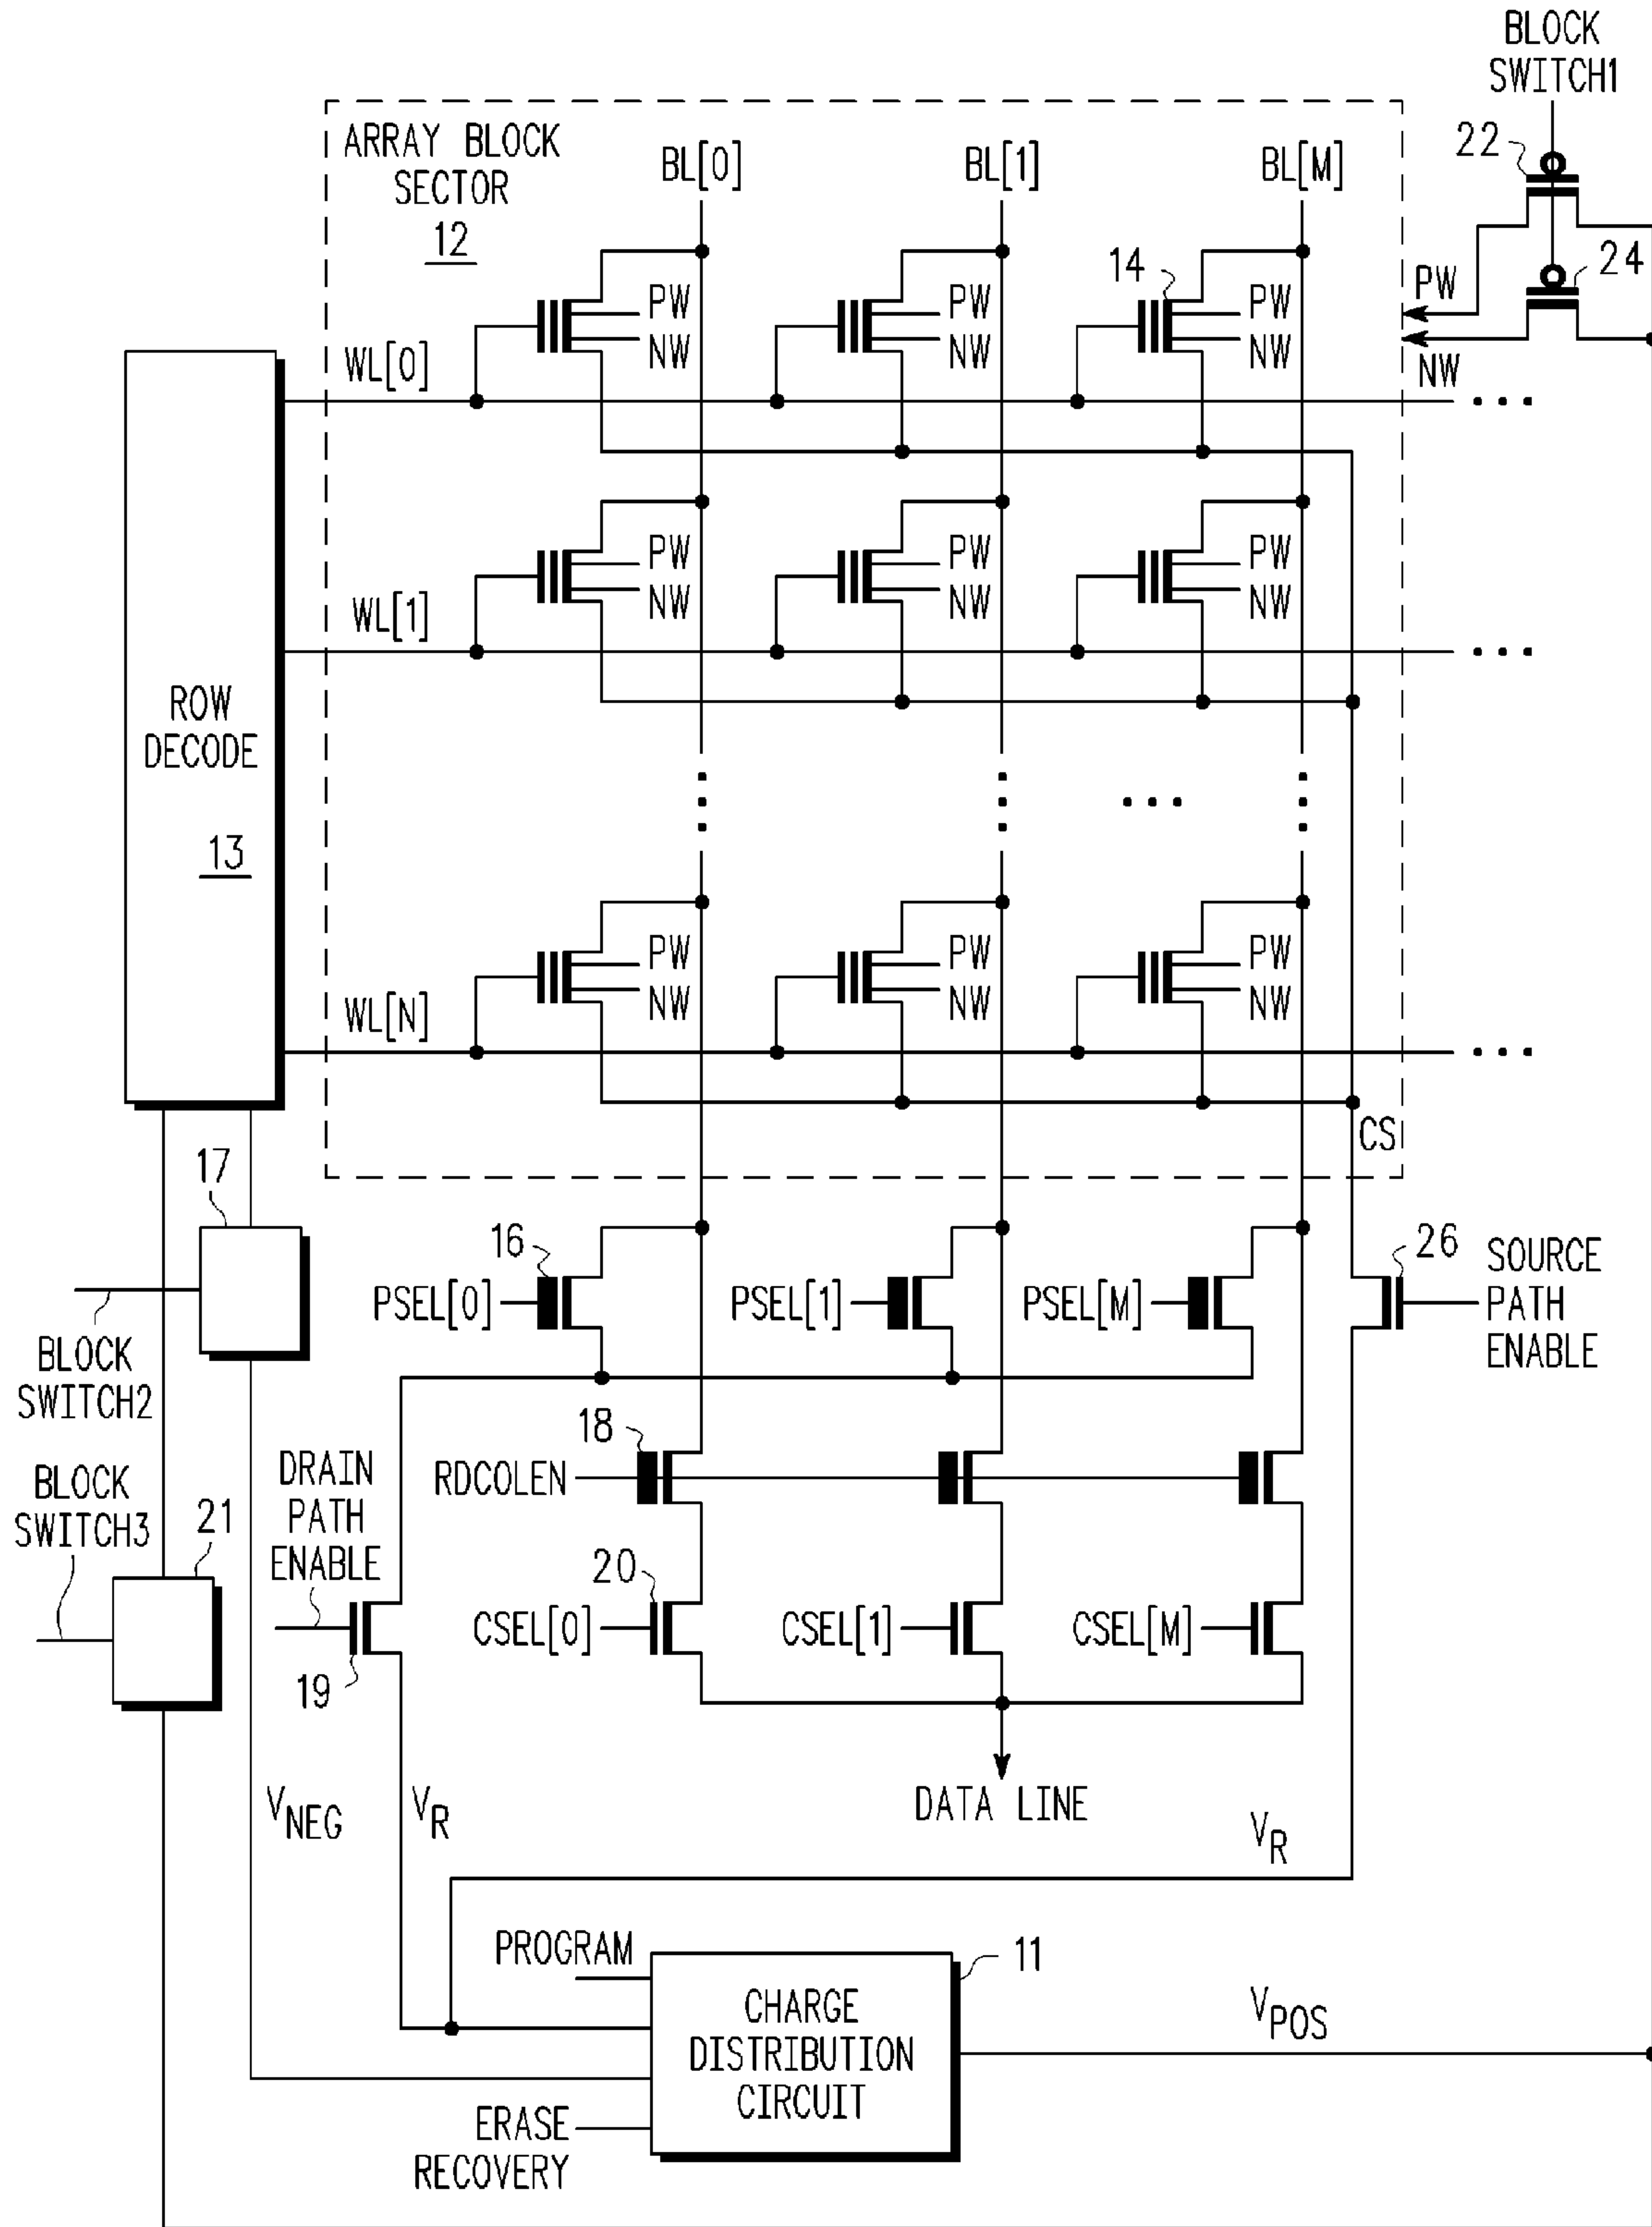 BLOCK
SWITCH1
22
24
ARRAY BLOCK
SECTOR
12
BL[0]
BL[1]
BL[M]
14
PW
NW
PW
NW
PW
NW
PW
NW
WL[0]
...
PW
NW
PW
NW
PW
NW
WL[1]
...
ROW
DECODE
13
...
PW
NW
PW
NW
PW
NW
WL[N]
...
CS
17
BLOCK
SWITCH2
16
PSEL[0]
PSEL[1]
PSEL[M]
26
SOURCE
PATH
ENABLE
18
RDCOLEN
DRAIN
PATH
ENABLE
BLOCK
SWITCH3
21
19
20
CSEL[0]
CSEL[1]
CSEL[M]
DATA LINE
VNEG
VR
VR
PROGRAM
11
CHARGE
DISTRIBUTION
CIRCUIT
VPOS
ERASE
RECOVERY